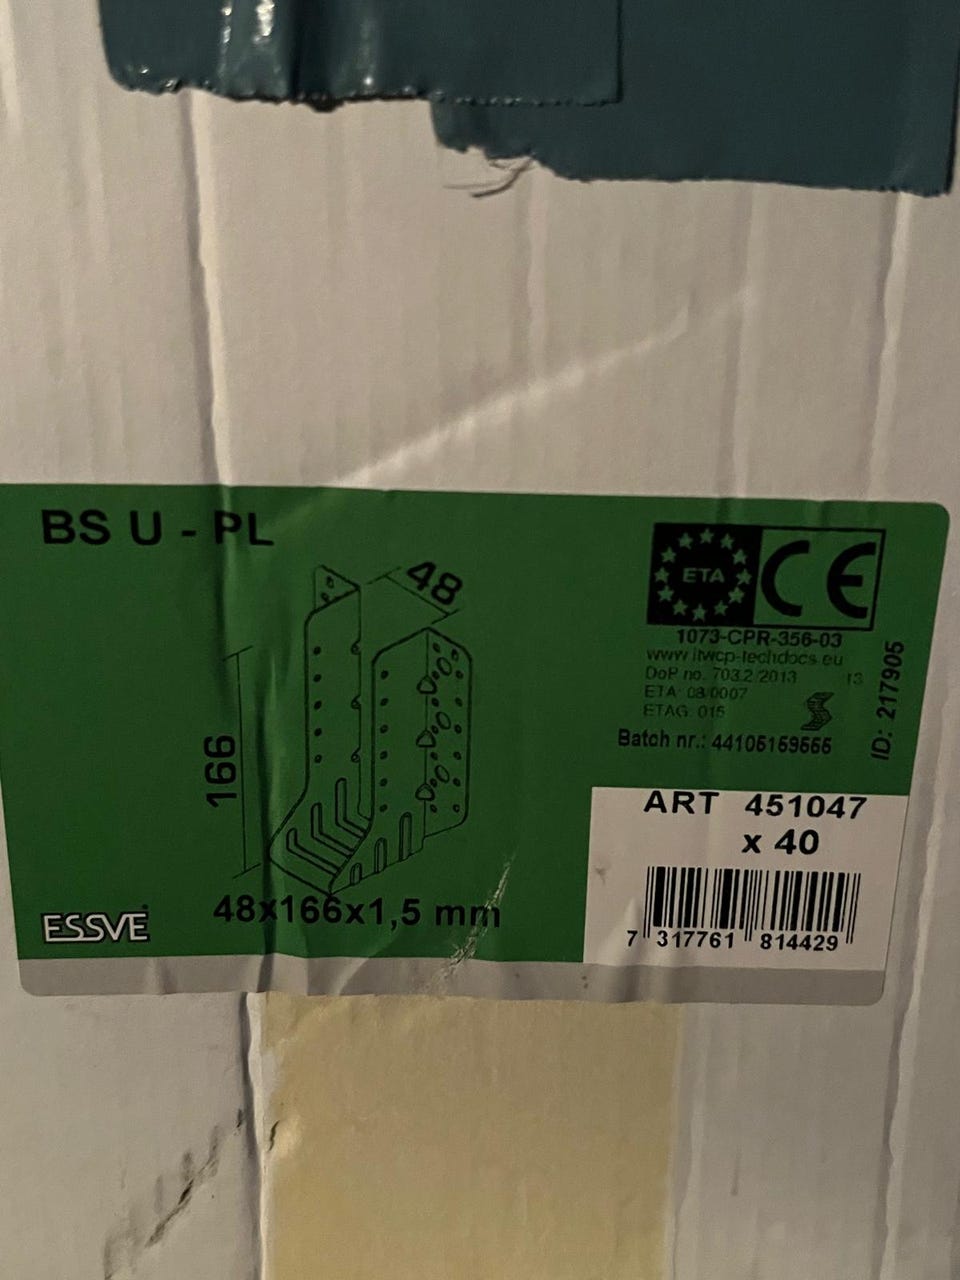 BS U - PL
48
166
48x166x1,5 mm
ESSVE
ETA CE
1073-CPR-356-03
www.itwcp-techdocs.eu
DoP no. 703.2/2013 13
ETA: 08/0007
ETAG: 015
Batch nr.: 44105159555
ID: 217905
ART 451047
x 40
7 317761 814429